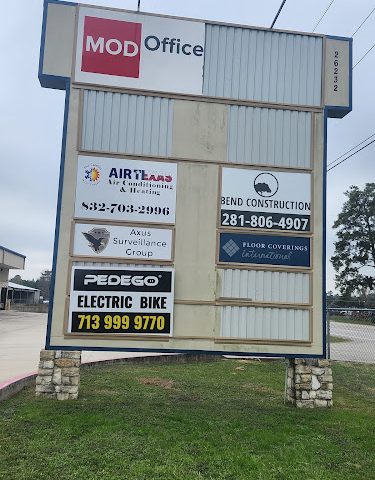 MOD Office
26232
AIRTEXAS
Air Conditioning
& Heating
832-703-2996
BEND CONSTRUCTION
281-806-4907
Axus
Surveillance
Group
FLOOR COVERINGS
International
PEDEGO
ELECTRIC BIKE
713 999 9770